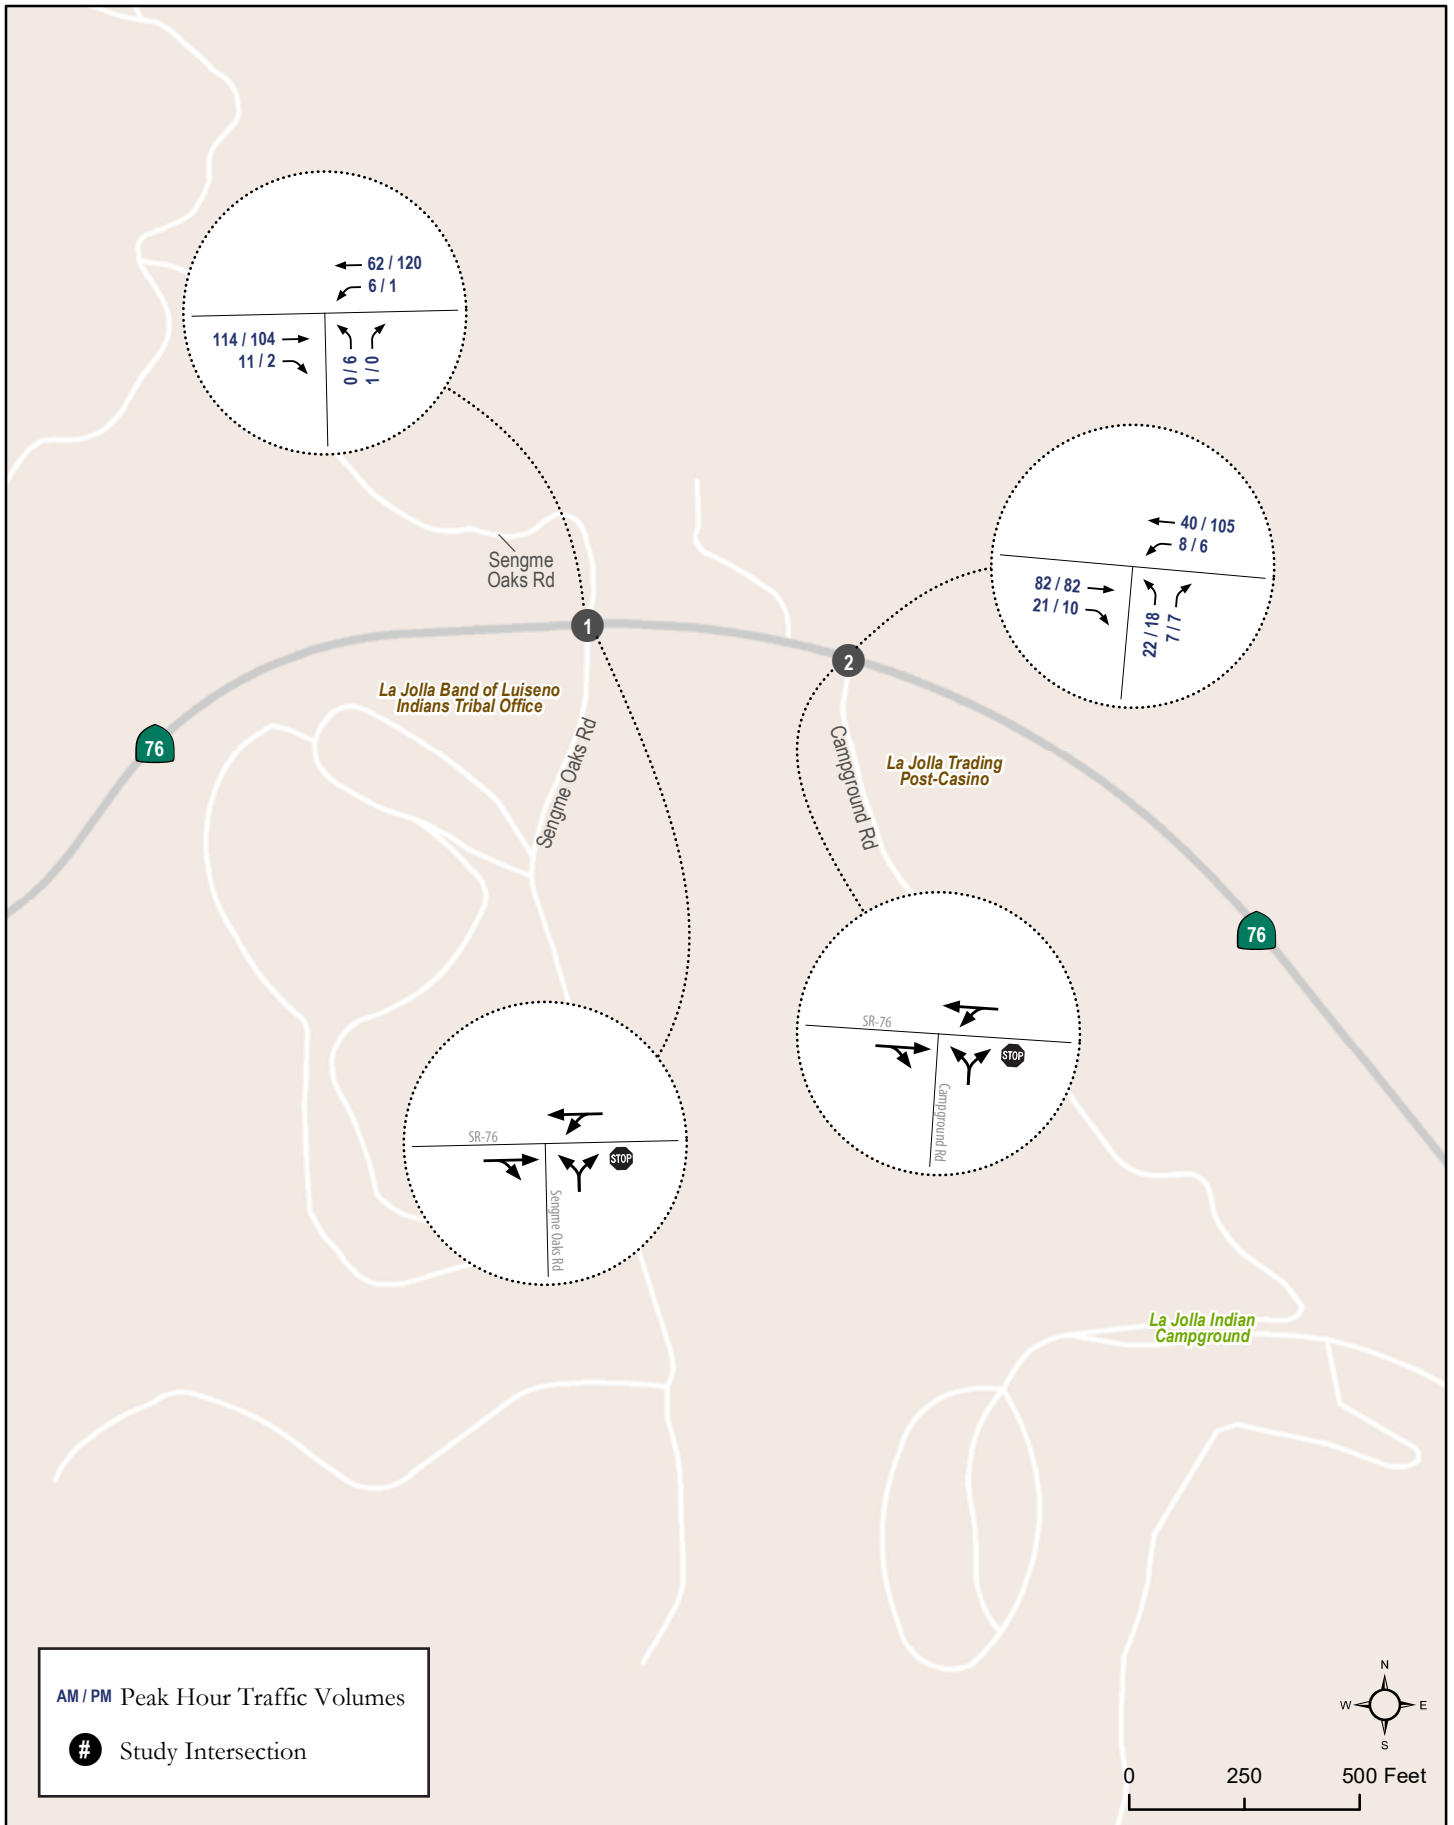 62 / 120
6 / 1
114 / 104
11 / 2
0 / 6
1 / 0
40 / 105
8 / 6
82 / 82
21 / 10
22 / 18
7 / 7
Sengme
Oaks Rd
1
2
La Jolla Band of Luiseno
Indians Tribal Office
76
Sengme Oaks Rd
Campground Rd
La Jolla Trading
Post-Casino
76
SR-76
STOP
Campground Rd
SR-76
STOP
Sengme Oaks Rd
La Jolla Indian
Campground
AM / PM Peak Hour Traffic Volumes
# Study Intersection
N
W E
S
0 250 500 Feet